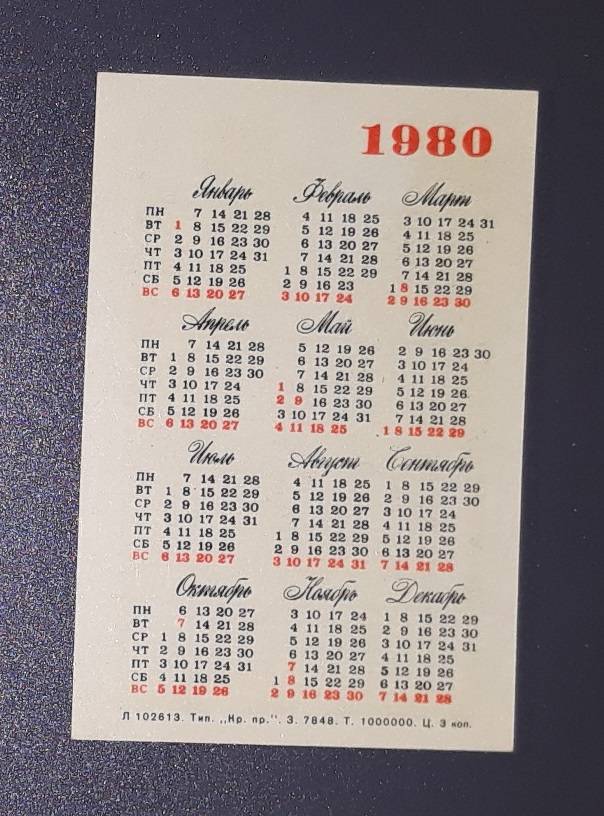 1980
Январь Февраль Март
ПН 7 14 21 28 4 11 18 25 3 10 17 24 31
ВТ 1 8 15 22 29 5 12 19 26 4 11 18 25
СР 2 9 16 23 30 6 13 20 27 5 12 19 26
ЧТ 3 10 17 24 31 7 14 21 28 6 13 20 27
ПТ 4 11 18 25 1 8 15 22 29 7 14 21 28
СБ 5 12 19 26 2 9 16 23 1 8 15 22 29
ВС 6 13 20 27 3 10 17 24 2 9 16 23 30
Апрель Май Июнь
ПН 7 14 21 28 5 12 19 26 2 9 16 23 30
ВТ 1 8 15 22 29 6 13 20 27 3 10 17 24
СР 2 9 16 23 30 7 14 21 28 4 11 18 25
ЧТ 3 10 17 24 1 8 15 22 29 5 12 19 26
ПТ 4 11 18 25 2 9 16 23 30 6 13 20 27
СБ 5 12 19 26 3 10 17 24 31 7 14 21 28
ВС 6 13 20 27 4 11 18 25 1 8 15 22 29
Июль Август Сентябрь
ПН 7 14 21 28 4 11 18 25 1 8 15 22 29
ВТ 1 8 15 22 29 5 12 19 26 2 9 16 23 30
СР 2 9 16 23 30 6 13 20 27 3 10 17 24
ЧТ 3 10 17 24 31 7 14 21 28 4 11 18 25
ПТ 4 11 18 25 1 8 15 22 29 5 12 19 26
СБ 5 12 19 26 2 9 16 23 30 6 13 20 27
ВС 6 13 20 27 3 10 17 24 31 7 14 21 28
Октябрь Ноябрь Декабрь
ПН 6 13 20 27 3 10 17 24 1 8 15 22 29
ВТ 7 14 21 28 4 11 18 25 2 9 16 23 30
СР 1 8 15 22 29 5 12 19 26 3 10 17 24 31
ЧТ 2 9 16 23 30 6 13 20 27 4 11 18 25
ПТ 3 10 17 24 31 7 14 21 28 5 12 19 26
СБ 4 11 18 25 1 8 15 22 29 6 13 20 27
ВС 5 12 19 26 2 9 16 23 30 7 14 21 28
Л 102613. Тип. „Кр. пр.". З. 7848. Т. 1000000. Ц. 3 коп.